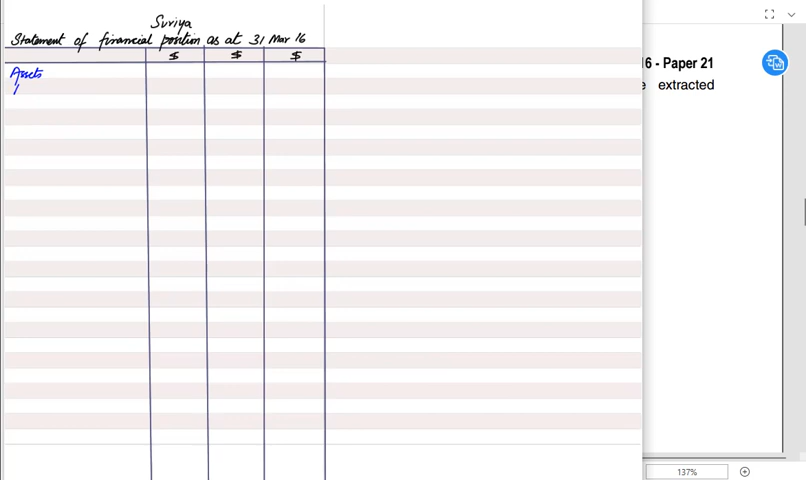 Suriya
Statement of financial position as at 31 Mar 16
$ $ $
Assets
16 - Paper 21
extracted
137%